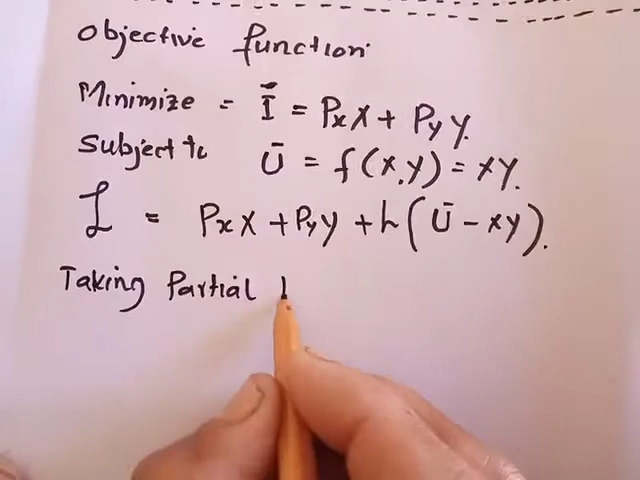 Objective function
Minimize = Ī = PxX + PyY.
Subject to Ū = f(x,y) = xy.
L = PxX + PyY + h(Ū - xy).
Taking Partial